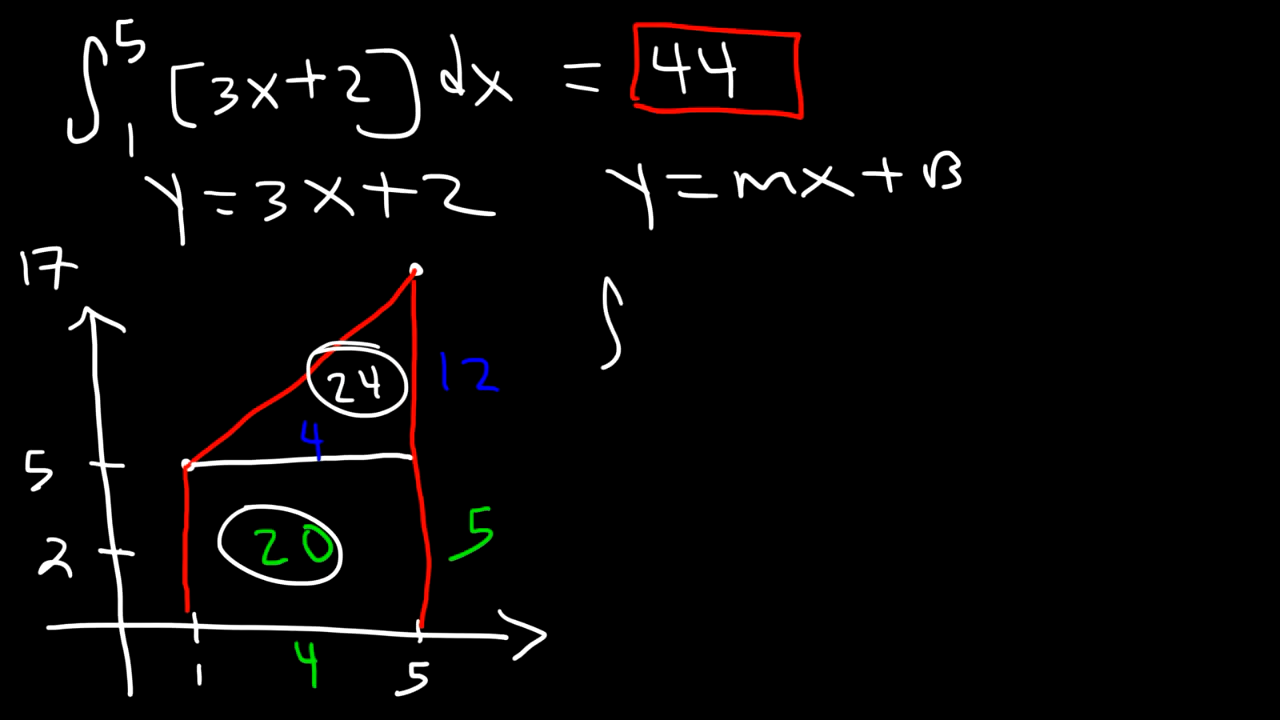 ∫₁⁵ [3x+2] dx = 44
y = 3x+2 y = mx+B
17
∫
24 12
4
5
20 5
2
1 4 5